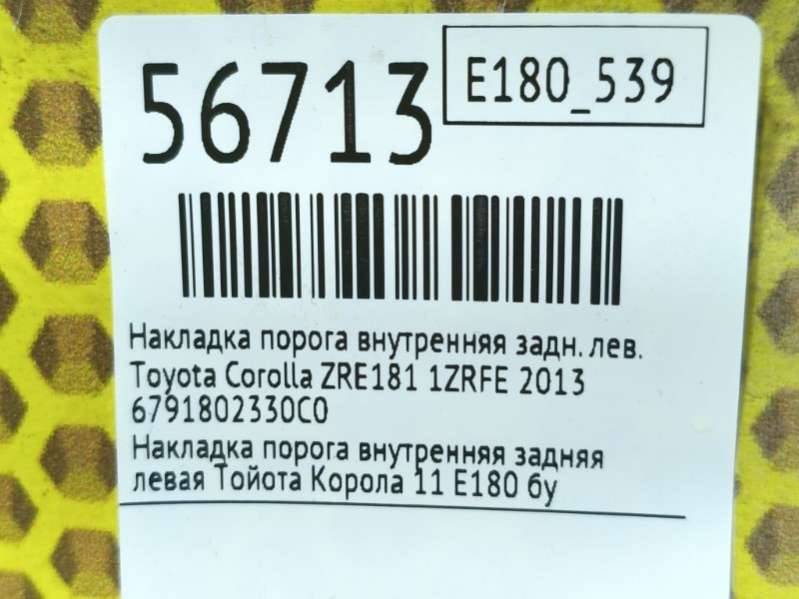 56713
E180_539
Накладка порога внутренняя задн. лев.
Toyota Corolla ZRE181 1ZRFE 2013
6791802330C0
Накладка порога внутренняя задняя
левая Тойота Корола 11 Е180 бу